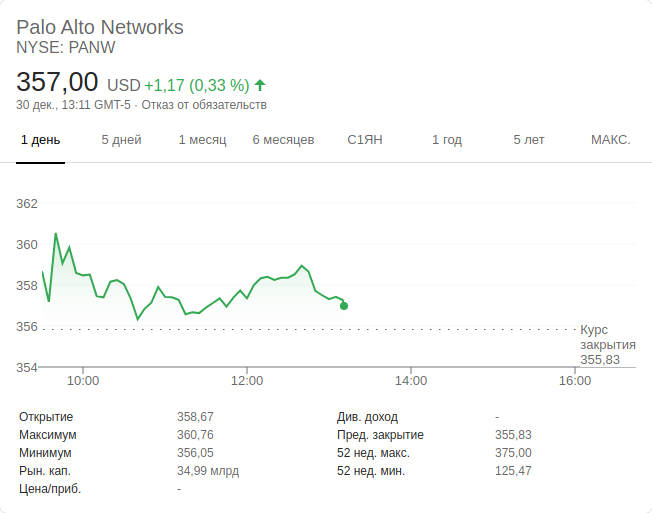 Palo Alto Networks
NYSE: PANW
357,00 USD +1,17 (0,33 %)
30 дек., 13:11 GMT-5 · Отказ от обязательств
1 день 5 дней 1 месяц 6 месяцев С1ЯН 1 год 5 лет МАКС.
362
360
358
356
Курс
закрытия
355,83
354
10:00 12:00 14:00 16:00
Открытие 358,67 Див. доход -
Максимум 360,76 Пред. закрытие 355,83
Минимум 356,05 52 нед. макс. 375,00
Рын. кап. 34,99 млрд 52 нед. мин. 125,47
Цена/приб. -